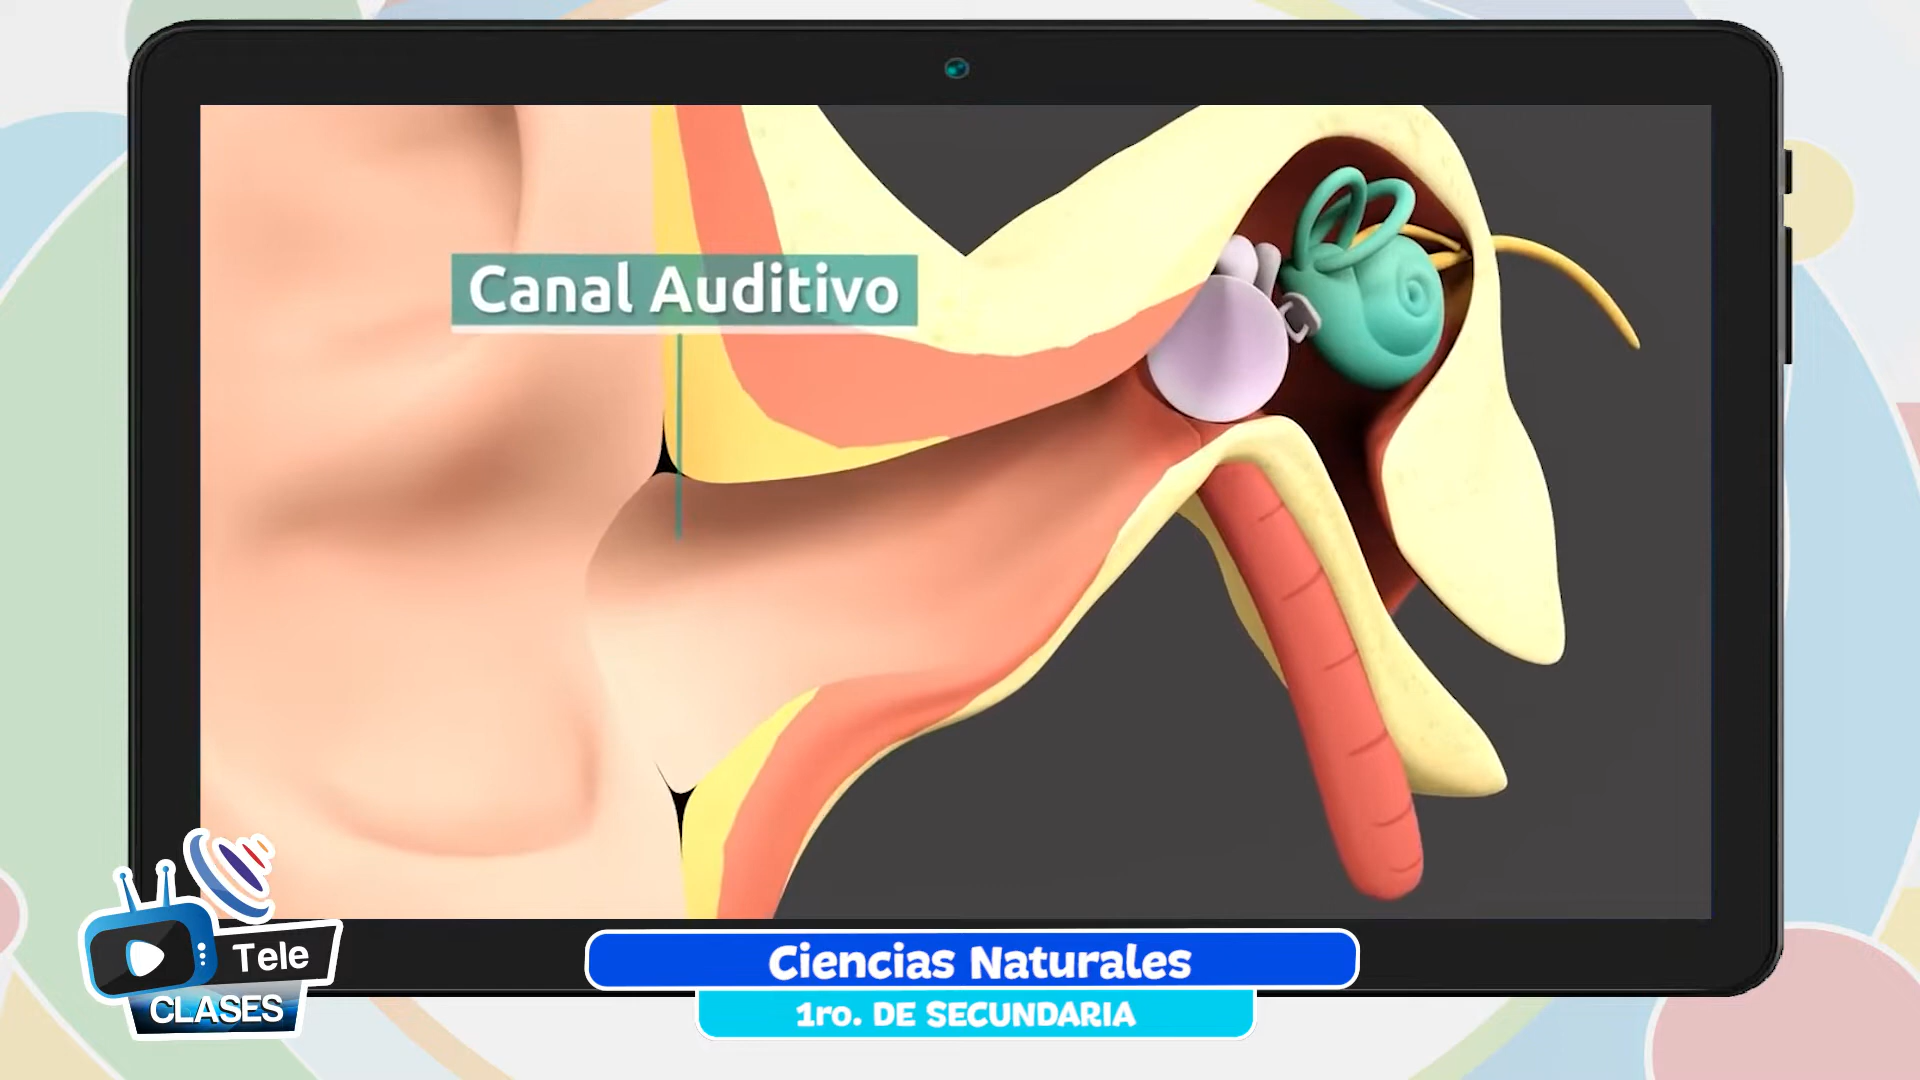 Canal Auditivo
Tele
CLASES
Ciencias Naturales
1ro. DE SECUNDARIA